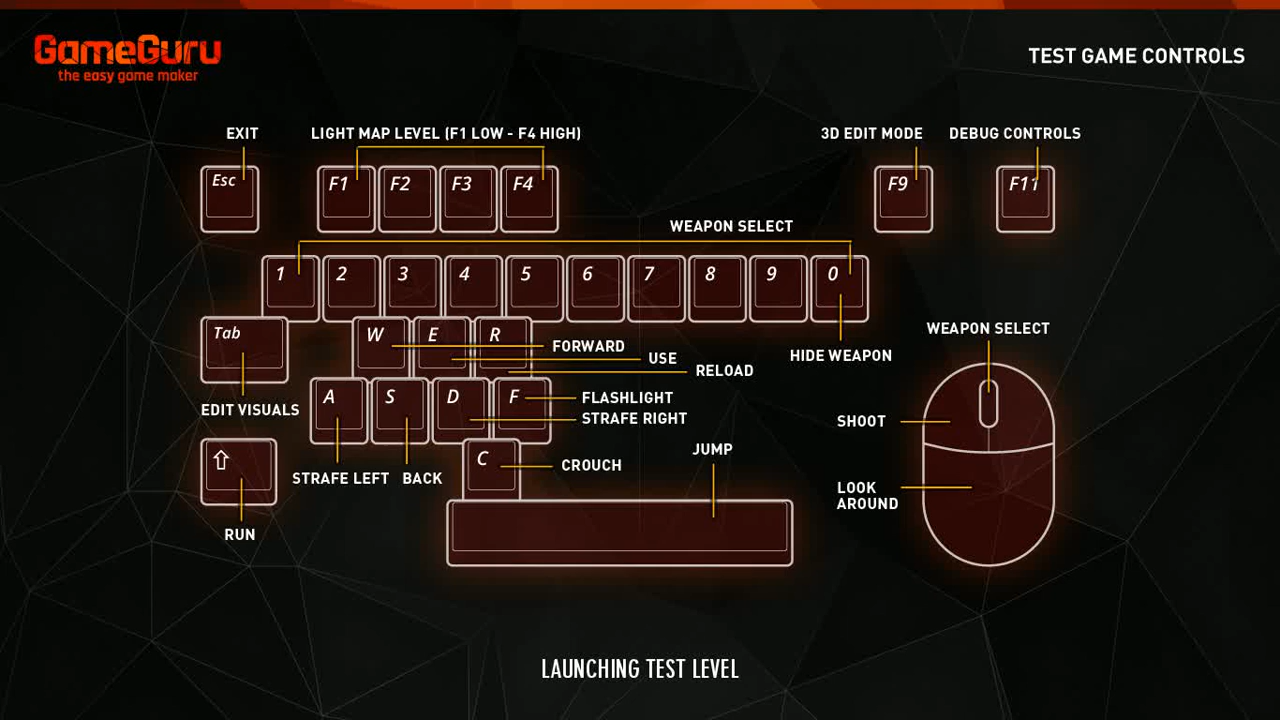 GameGuru
the easy game maker
TEST GAME CONTROLS
EXIT
LIGHT MAP LEVEL (F1 LOW - F4 HIGH)
3D EDIT MODE
DEBUG CONTROLS
Esc
F1
F2
F3
F4
F9
F11
WEAPON SELECT
1
2
3
4
5
6
7
8
9
0
Tab
W
E
R
FORWARD
USE
RELOAD
HIDE WEAPON
WEAPON SELECT
EDIT VISUALS
A
S
D
F
FLASHLIGHT
STRAFE RIGHT
SHOOT
STRAFE LEFT
BACK
C
CROUCH
JUMP
LOOK
AROUND
RUN
LAUNCHING TEST LEVEL